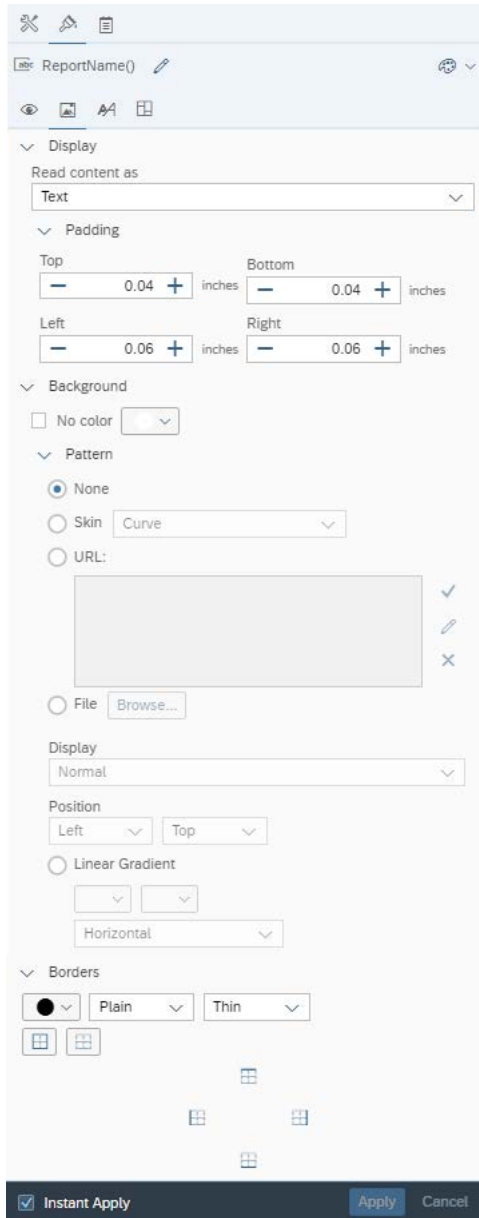 abc ReportName()
AA
Display
Read content as
Text
Padding
Top Bottom
0.04 inches 0.04 inches
Left Right
0.06 inches 0.06 inches
Background
No color
Pattern
None
Skin Curve
URL:
File Browse...
Display
Normal
Position
Left Top
Linear Gradient
Horizontal
Borders
Plain Thin
Instant Apply Apply Cancel